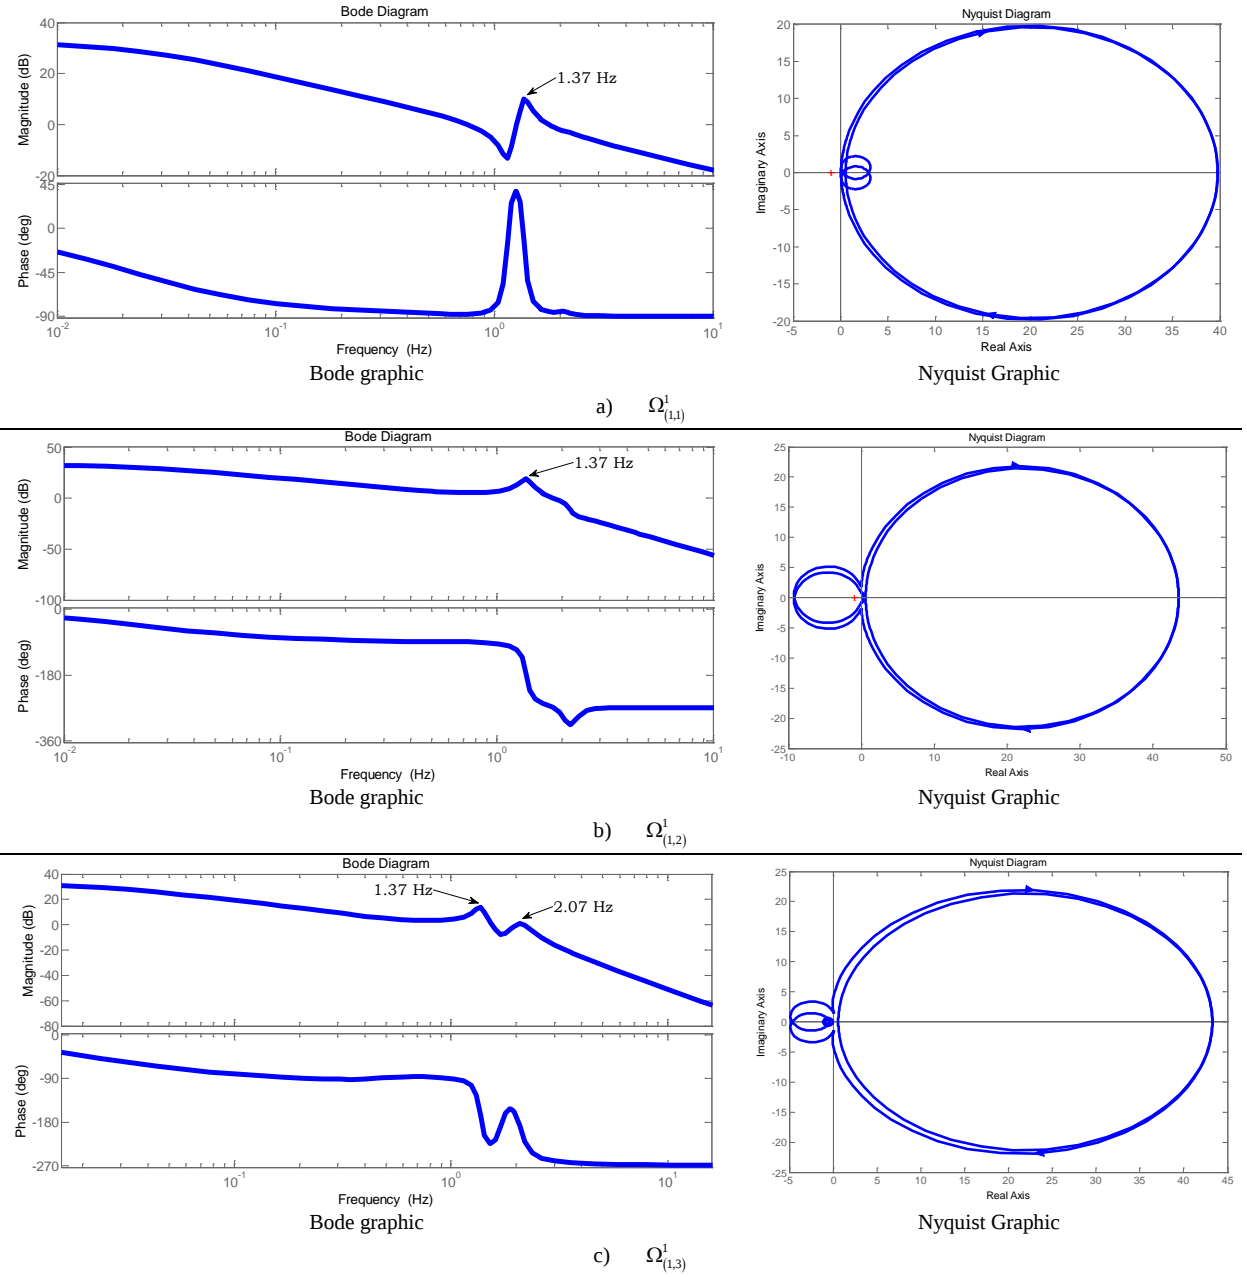 Bode Diagram
Magnitude (dB)
40
20
0
-20
1.37 Hz
Phase (deg)
45
0
-45
-90
10^-2
10^-1
10^0
10^1
Frequency (Hz)
Bode graphic
Nyquist Diagram
Imaginary Axis
20
15
10
5
0
-5
-10
-15
-20
-5
0
5
10
15
20
25
30
35
40
Real Axis
Nyquist Graphic
a) Ω^1_(1,1)
Bode Diagram
Magnitude (dB)
50
0
-50
-100
1.37 Hz
Phase (deg)
0
-180
-360
10^-2
10^-1
10^0
10^1
Frequency (Hz)
Bode graphic
Nyquist Diagram
Imaginary Axis
25
20
15
10
5
0
-5
-10
-15
-20
-25
-10
0
10
20
30
40
50
Real Axis
Nyquist Graphic
b) Ω^1_(1,2)
Bode Diagram
Magnitude (dB)
40
20
0
-20
-40
-60
-80
1.37 Hz
2.07 Hz
Phase (deg)
0
-90
-180
-270
10^-1
10^0
10^1
Frequency (Hz)
Bode graphic
Nyquist Diagram
Imaginary Axis
25
20
15
10
5
0
-5
-10
-15
-20
-25
-5
0
5
10
15
20
25
30
35
40
45
Real Axis
Nyquist Graphic
c) Ω^1_(1,3)